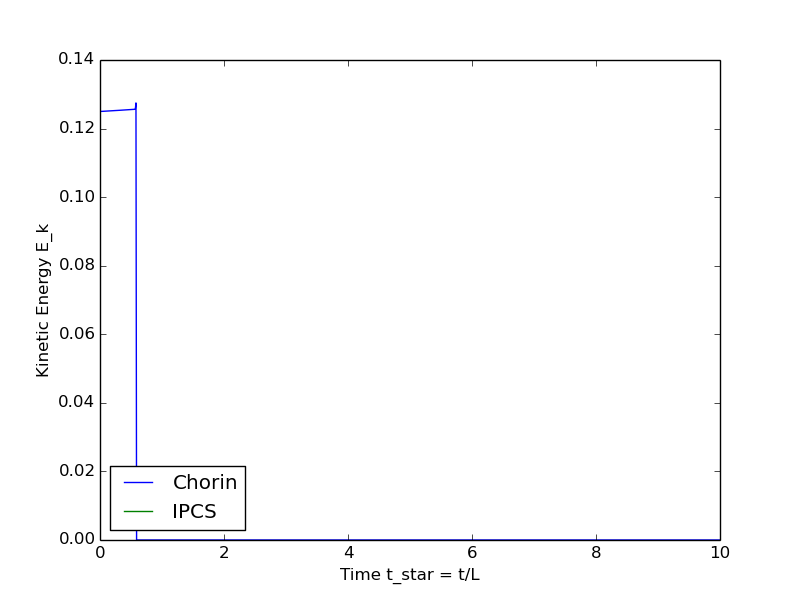 0.14
0.12
0.10
0.08
0.06
0.04
0.02
0.00
Kinetic Energy E_k
Chorin
IPCS
0 2 4 6 8 10
Time t_star = t/L